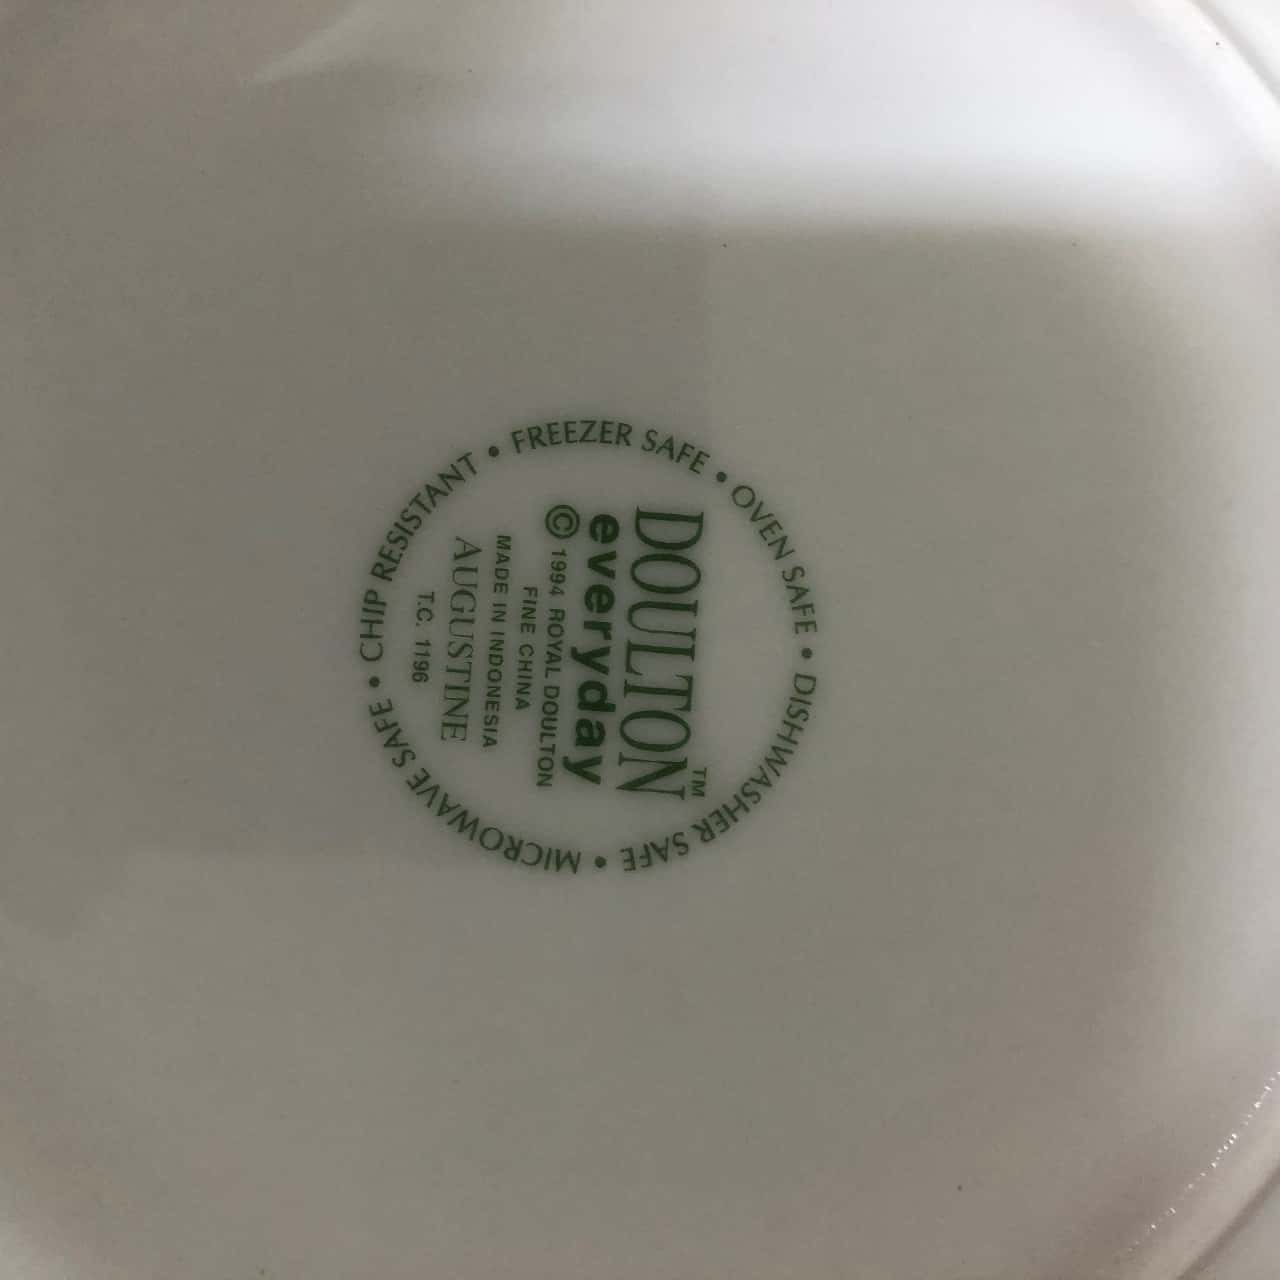 FREEZER SAFE • OVEN SAFE • DISHWASHER SAFE • MICROWAVE SAFE • CHIP RESISTANT •
DOULTON™
everyday
© 1994 ROYAL DOULTON
FINE CHINA
MADE IN INDONESIA
AUGUSTINE
T.C. 1196